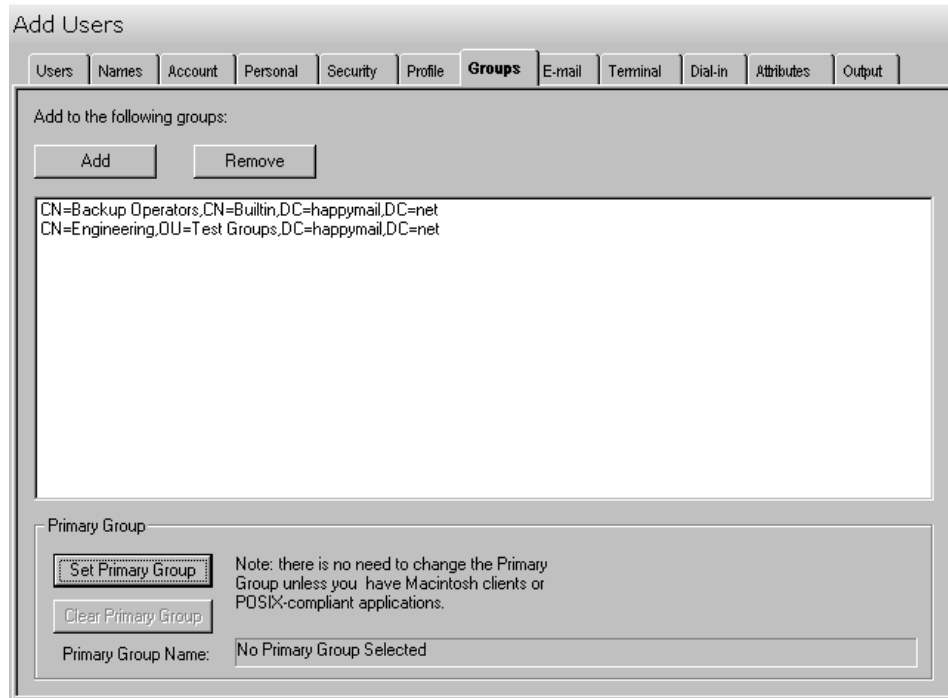 Add Users
Users Names Account Personal Security Profile Groups E-mail Terminal Dial-in Attributes Output
Add to the following groups:
Add Remove
CN=Backup Operators,CN=Builtin,DC=happymail,DC=net
CN=Engineering,OU=Test Groups,DC=happymail,DC=net
Primary Group
Set Primary Group
Note: there is no need to change the Primary
Group unless you have Macintosh clients or
POSIX-compliant applications.
Clear Primary Group
Primary Group Name: No Primary Group Selected